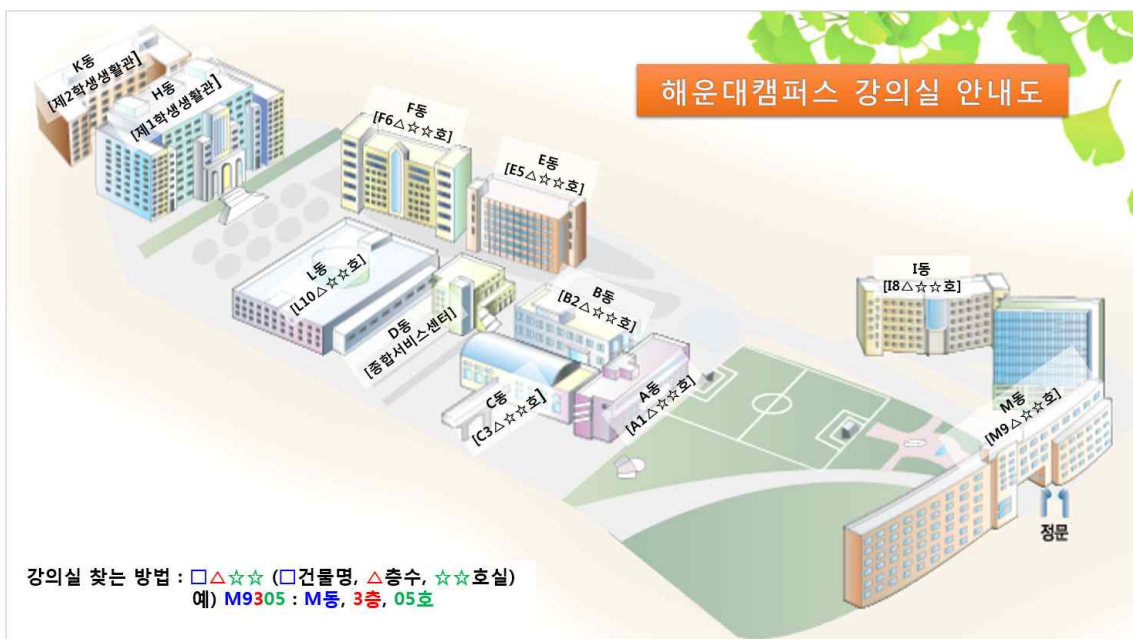 해운대캠퍼스 강의실 안내도
K동
[제2학생생활관]
H동
[제1학생생활관]
F동
[F6△☆☆호]
E동
[E5△☆☆호]
L동
[L10△☆☆호]
D동
[종합서비스센터]
B동
[B2△☆☆호]
C동
[C3△☆☆호]
A동
[A1△☆☆호]
I동
[I8△☆☆호]
M동
[M9△☆☆호]
정문
강의실 찾는 방법 : □△☆☆ (□건물명, △층수, ☆☆호실)
예) M9305 : M동, 3층, 05호